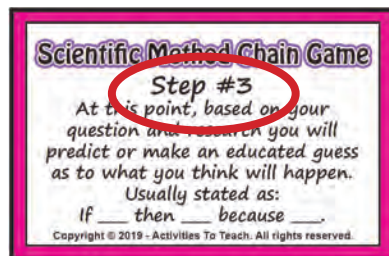 Scientific Method Chain Game
Step #3
At this point, based on your
question and research you will
predict or make an educated guess
as to what you think will happen.
Usually stated as:
If ___ then ___ because ___.
Copyright © 2019 - Activities To Teach. All rights reserved.